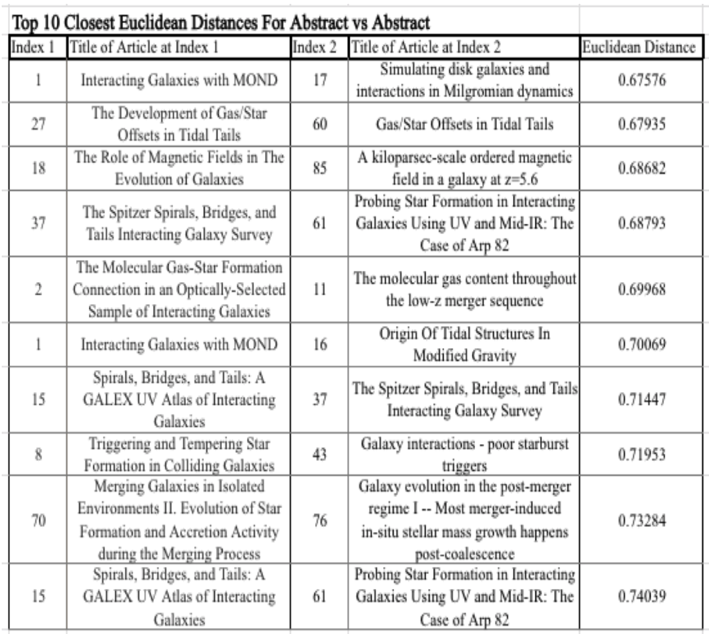 Top 10 Closest Euclidean Distances For Abstract vs Abstract
Index 1 Title of Article at Index 1 Index 2 Title of Article at Index 2 Euclidean Distance
1 Interacting Galaxies with MOND 17 Simulating disk galaxies and
interactions in Milgromian dynamics 0.67576
27 The Development of Gas/Star
Offsets in Tidal Tails 60 Gas/Star Offsets in Tidal Tails 0.67935
18 The Role of Magnetic Fields in The
Evolution of Galaxies 85 A kiloparsec-scale ordered magnetic
field in a galaxy at z=5.6 0.68682
37 The Spitzer Spirals, Bridges, and
Tails Interacting Galaxy Survey 61 Probing Star Formation in Interacting
Galaxies Using UV and Mid-IR: The
Case of Arp 82 0.68793
2 The Molecular Gas-Star Formation
Connection in an Optically-Selected
Sample of Interacting Galaxies 11 The molecular gas content throughout
the low-z merger sequence 0.69968
1 Interacting Galaxies with MOND 16 Origin Of Tidal Structures In
Modified Gravity 0.70069
15 Spirals, Bridges, and Tails: A
GALEX UV Atlas of Interacting
Galaxies 37 The Spitzer Spirals, Bridges, and Tails
Interacting Galaxy Survey 0.71447
8 Triggering and Tempering Star
Formation in Colliding Galaxies 43 Galaxy interactions - poor starburst
triggers 0.71953
70 Merging Galaxies in Isolated
Environments II. Evolution of Star
Formation and Accretion Activity
during the Merging Process 76 Galaxy evolution in the post-merger
regime I -- Most merger-induced
in-situ stellar mass growth happens
post-coalescence 0.73284
15 Spirals, Bridges, and Tails: A
GALEX UV Atlas of Interacting
Galaxies 61 Probing Star Formation in Interacting
Galaxies Using UV and Mid-IR: The
Case of Arp 82 0.74039